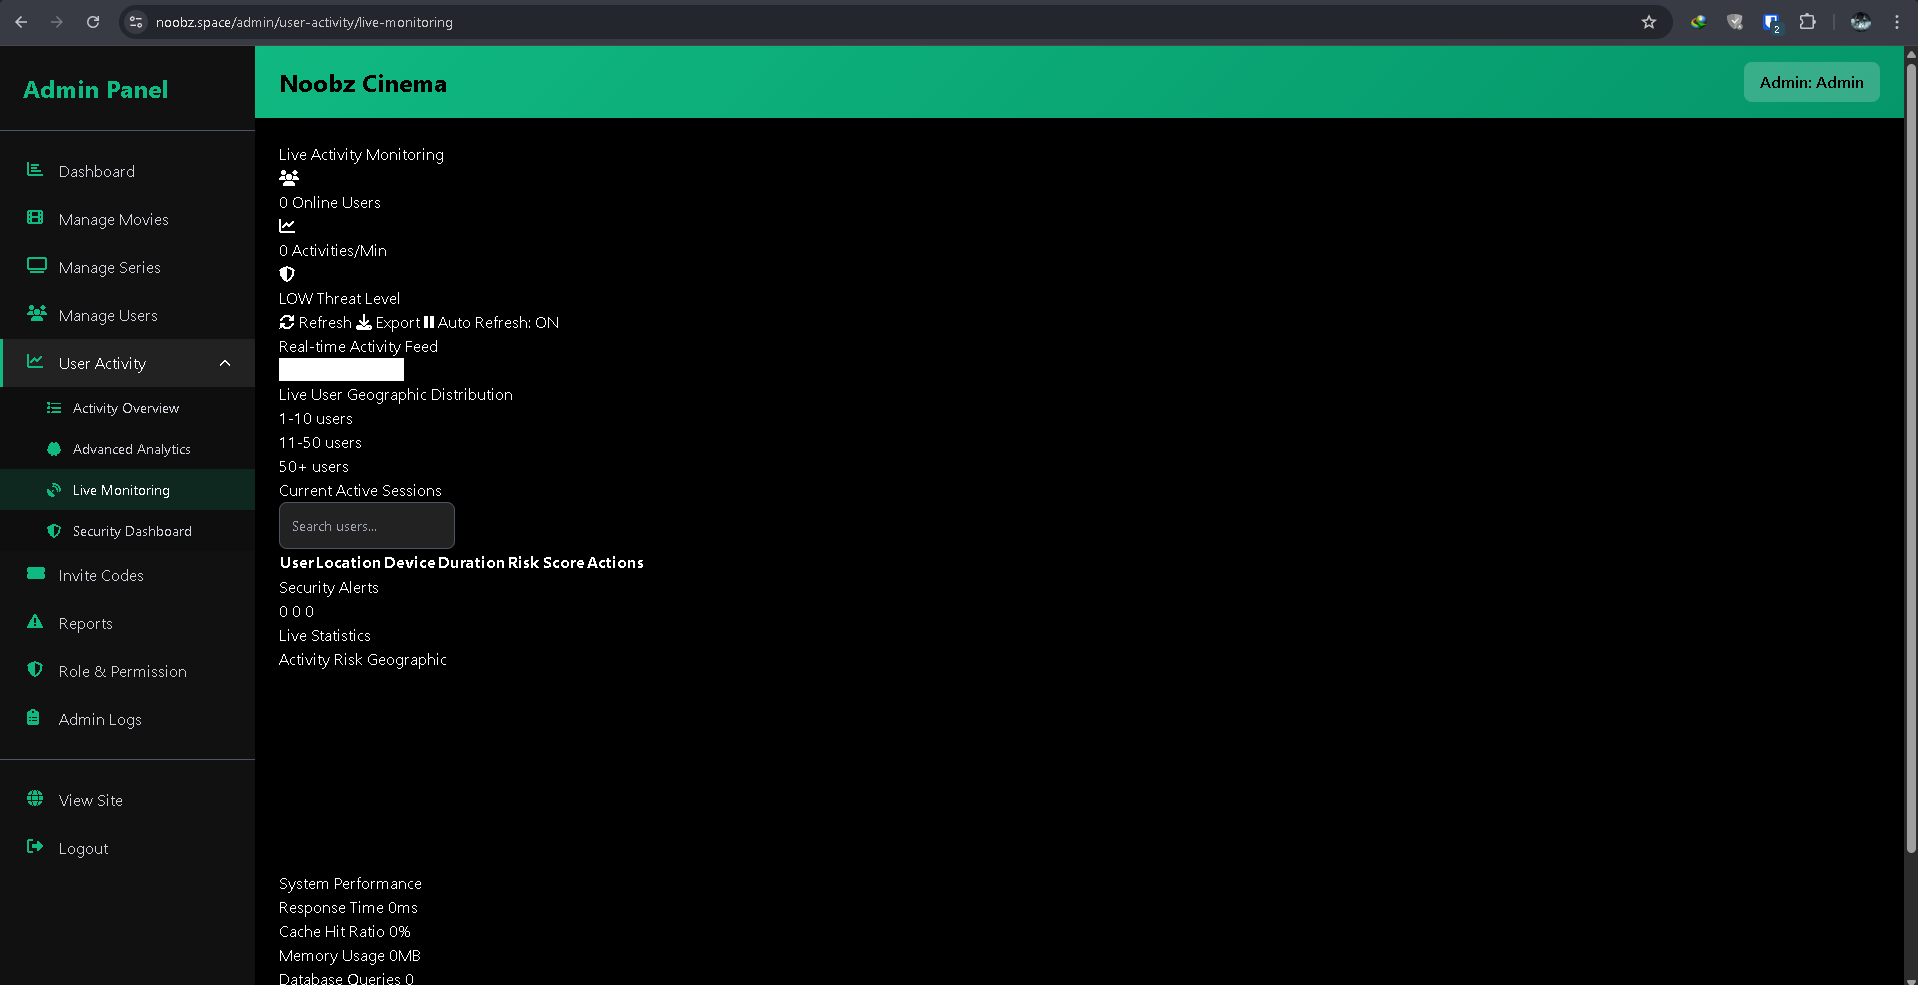 noobz.space/admin/user-activity/live-monitoring
2
Admin Panel
Noobz Cinema
Admin: Admin
Dashboard
Manage Movies
Manage Series
Manage Users
User Activity
Activity Overview
Advanced Analytics
Live Monitoring
Security Dashboard
Invite Codes
Reports
Role & Permission
Admin Logs
View Site
Logout
Live Activity Monitoring
0 Online Users
0 Activities/Min
LOW Threat Level
Refresh Export Auto Refresh: ON
Real-time Activity Feed
Live User Geographic Distribution
1-10 users
11-50 users
50+ users
Current Active Sessions
Search users...
User Location Device Duration Risk Score Actions
Security Alerts
0 0 0
Live Statistics
Activity Risk Geographic
System Performance
Response Time 0ms
Cache Hit Ratio 0%
Memory Usage 0MB
Database Queries 0